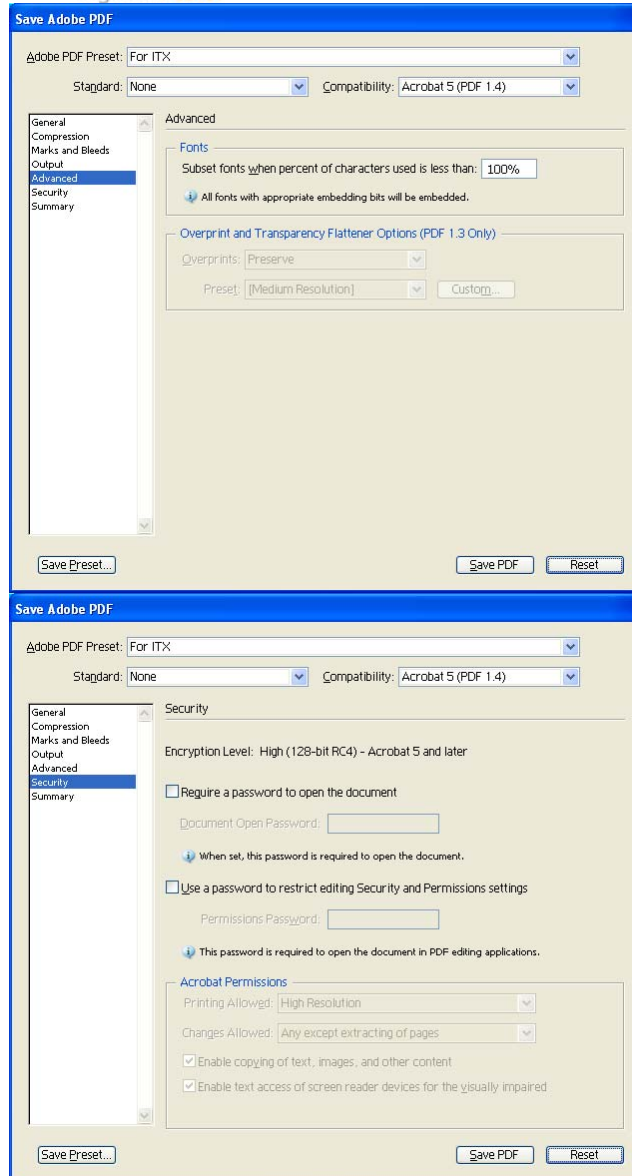 Save Adobe PDF
Adobe PDF Preset: For ITX
Standard: None Compatibility: Acrobat 5 (PDF 1.4)
General
Compression
Marks and Bleeds
Output
Advanced
Security
Summary
Advanced
Fonts
Subset fonts when percent of characters used is less than: 100%
All fonts with appropriate embedding bits will be embedded.
Overprint and Transparency Flattener Options (PDF 1.3 Only)
Overprints: Preserve
Preset: [Medium Resolution] Custom...
Save Preset... Save PDF Reset
Save Adobe PDF
Adobe PDF Preset: For ITX
Standard: None Compatibility: Acrobat 5 (PDF 1.4)
General
Compression
Marks and Bleeds
Output
Advanced
Security
Summary
Security
Encryption Level: High (128-bit RC4) - Acrobat 5 and later
Require a password to open the document
Document Open Password:
When set, this password is required to open the document.
Use a password to restrict editing Security and Permissions settings
Permissions Password:
This password is required to open the document in PDF editing applications.
Acrobat Permissions
Printing Allowed: High Resolution
Changes Allowed: Any except extracting of pages
Enable copying of text, images, and other content
Enable text access of screen reader devices for the visually impaired
Save Preset... Save PDF Reset